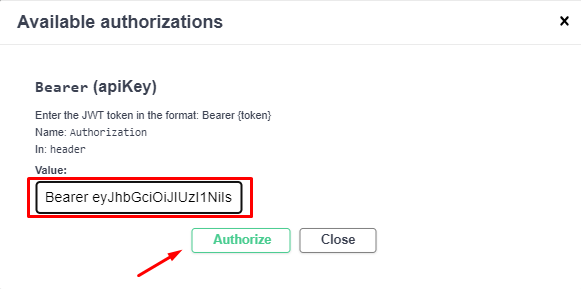 Available authorizations
×
Bearer (apiKey)
Enter the JWT token in the format: Bearer {token}
Name: Authorization
In: header
Value:
Bearer eyJhbGciOiJIUzI1NiIs
Authorize
Close